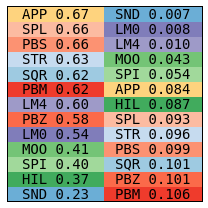 APP 0.67 SND 0.007
SPL 0.66 LM0 0.008
PBS 0.66 LM4 0.010
STR 0.63 MOO 0.043
SQR 0.62 SPI 0.054
PBM 0.62 APP 0.084
LM4 0.60 HIL 0.087
PBZ 0.58 SPL 0.093
LM0 0.54 STR 0.096
MOO 0.41 PBS 0.099
SPI 0.40 SQR 0.101
HIL 0.37 PBZ 0.101
SND 0.23 PBM 0.106